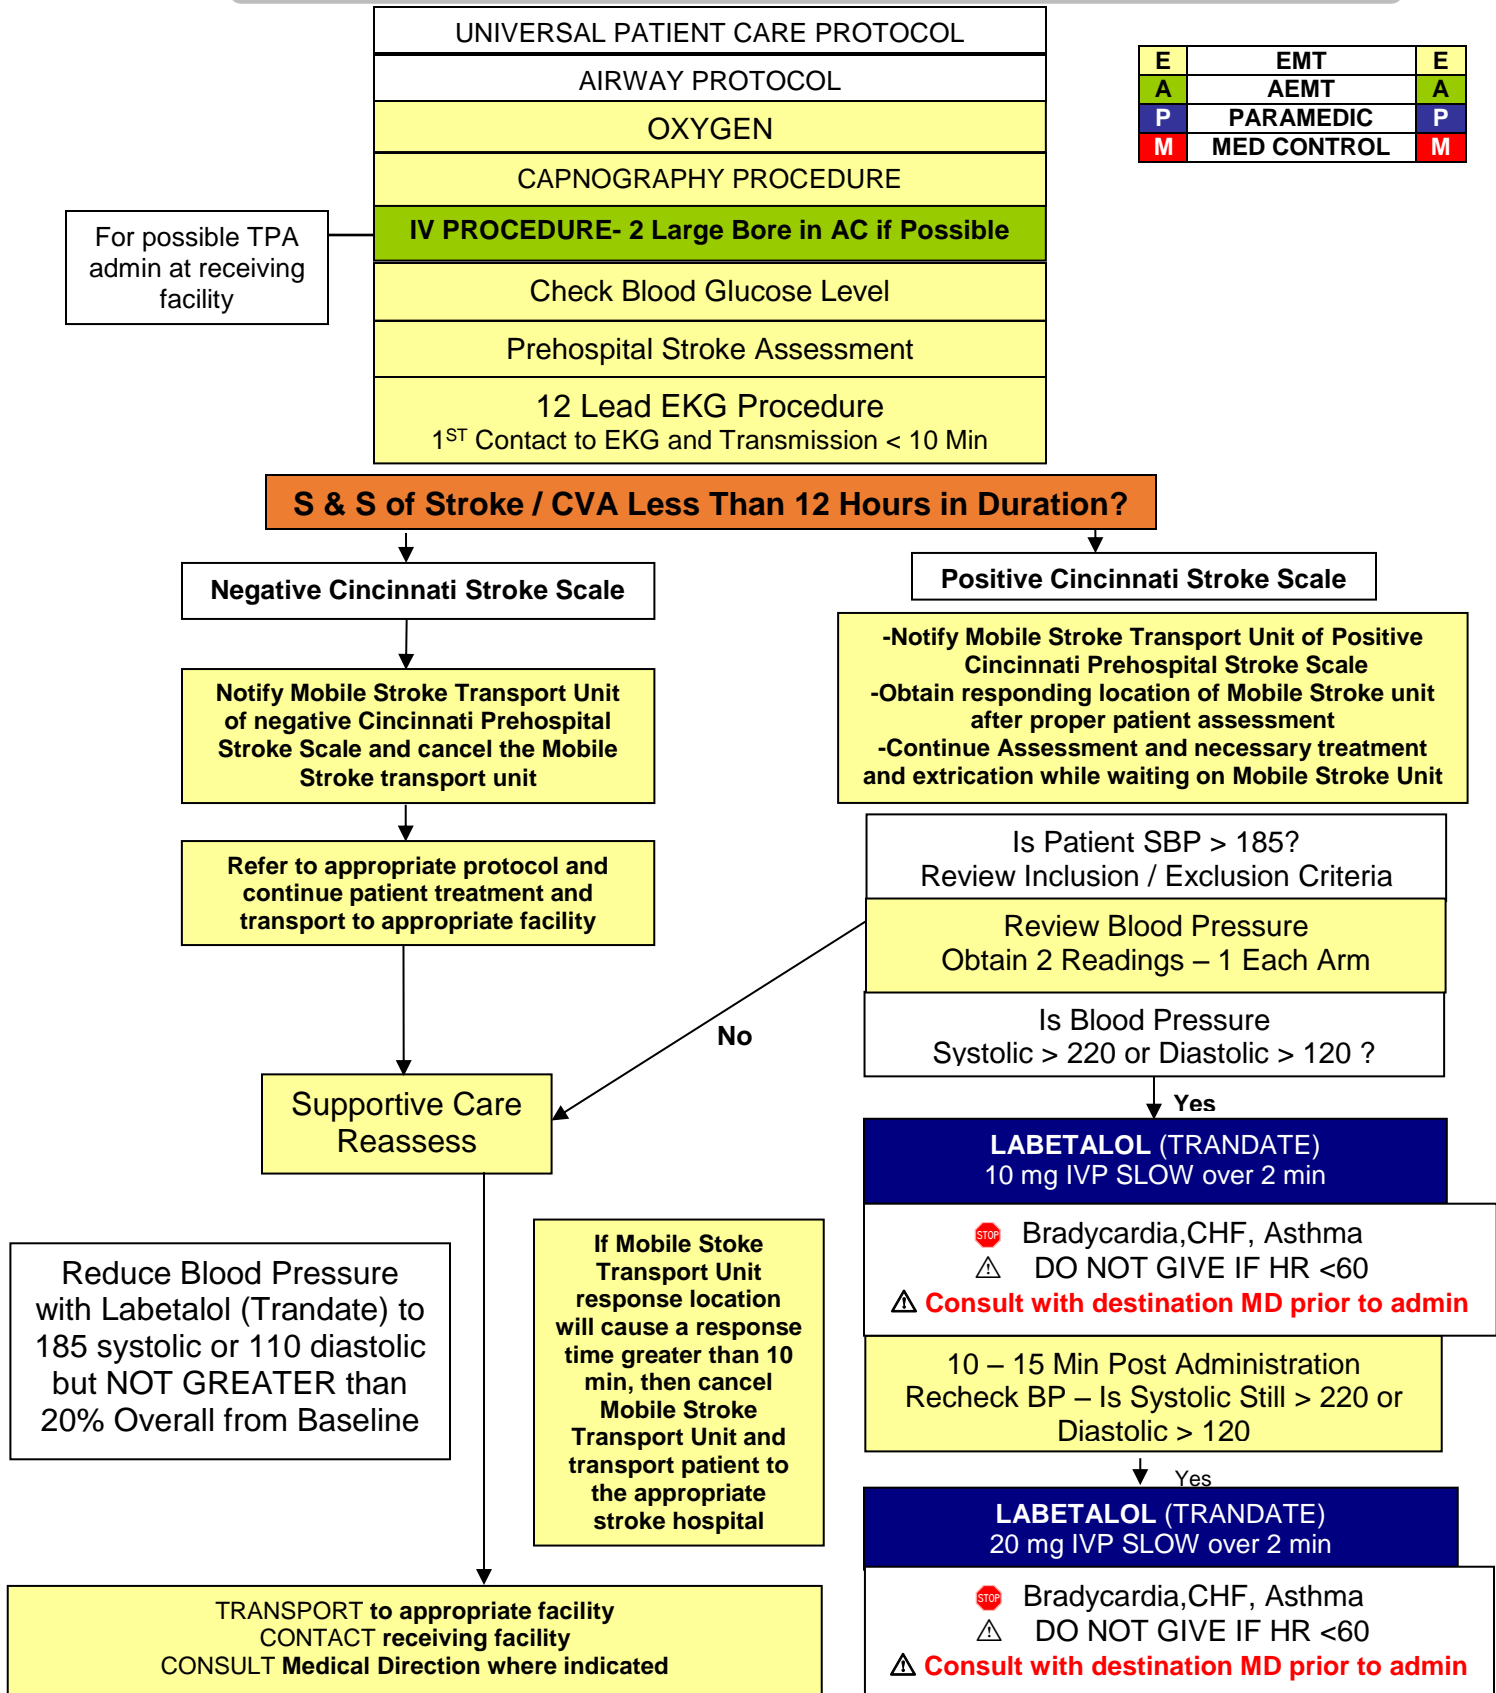 UNIVERSAL PATIENT CARE PROTOCOL
AIRWAY PROTOCOL
OXYGEN
CAPNOGRAPHY PROCEDURE
IV PROCEDURE- 2 Large Bore in AC if Possible
Check Blood Glucose Level
Prehospital Stroke Assessment
12 Lead EKG Procedure
1ST Contact to EKG and Transmission < 10 Min
E EMT E
A AEMT A
P PARAMEDIC P
M MED CONTROL M
For possible TPA
admin at receiving
facility
S & S of Stroke / CVA Less Than 12 Hours in Duration?
Negative Cincinnati Stroke Scale
Notify Mobile Stroke Transport Unit
of negative Cincinnati Prehospital
Stroke Scale and cancel the Mobile
Stroke transport unit
Refer to appropriate protocol and
continue patient treatment and
transport to appropriate facility
Positive Cincinnati Stroke Scale
-Notify Mobile Stroke Transport Unit of Positive
Cincinnati Prehospital Stroke Scale
-Obtain responding location of Mobile Stroke unit
after proper patient assessment
-Continue Assessment and necessary treatment
and extrication while waiting on Mobile Stroke Unit
Is Patient SBP > 185?
Review Inclusion / Exclusion Criteria
Review Blood Pressure
Obtain 2 Readings – 1 Each Arm
Is Blood Pressure
Systolic > 220 or Diastolic > 120 ?
No
Yes
Supportive Care
Reassess
LABETALOL (TRANDATE)
10 mg IVP SLOW over 2 min
STOP Bradycardia,CHF, Asthma
⚠ DO NOT GIVE IF HR <60
⚠ Consult with destination MD prior to admin
10 – 15 Min Post Administration
Recheck BP – Is Systolic Still > 220 or
Diastolic > 120
Yes
LABETALOL (TRANDATE)
20 mg IVP SLOW over 2 min
STOP Bradycardia,CHF, Asthma
⚠ DO NOT GIVE IF HR <60
⚠ Consult with destination MD prior to admin
Reduce Blood Pressure
with Labetalol (Trandate) to
185 systolic or 110 diastolic
but NOT GREATER than
20% Overall from Baseline
If Mobile Stoke
Transport Unit
response location
will cause a response
time greater than 10
min, then cancel
Mobile Stroke
Transport Unit and
transport patient to
the appropriate
stroke hospital
TRANSPORT to appropriate facility
CONTACT receiving facility
CONSULT Medical Direction where indicated